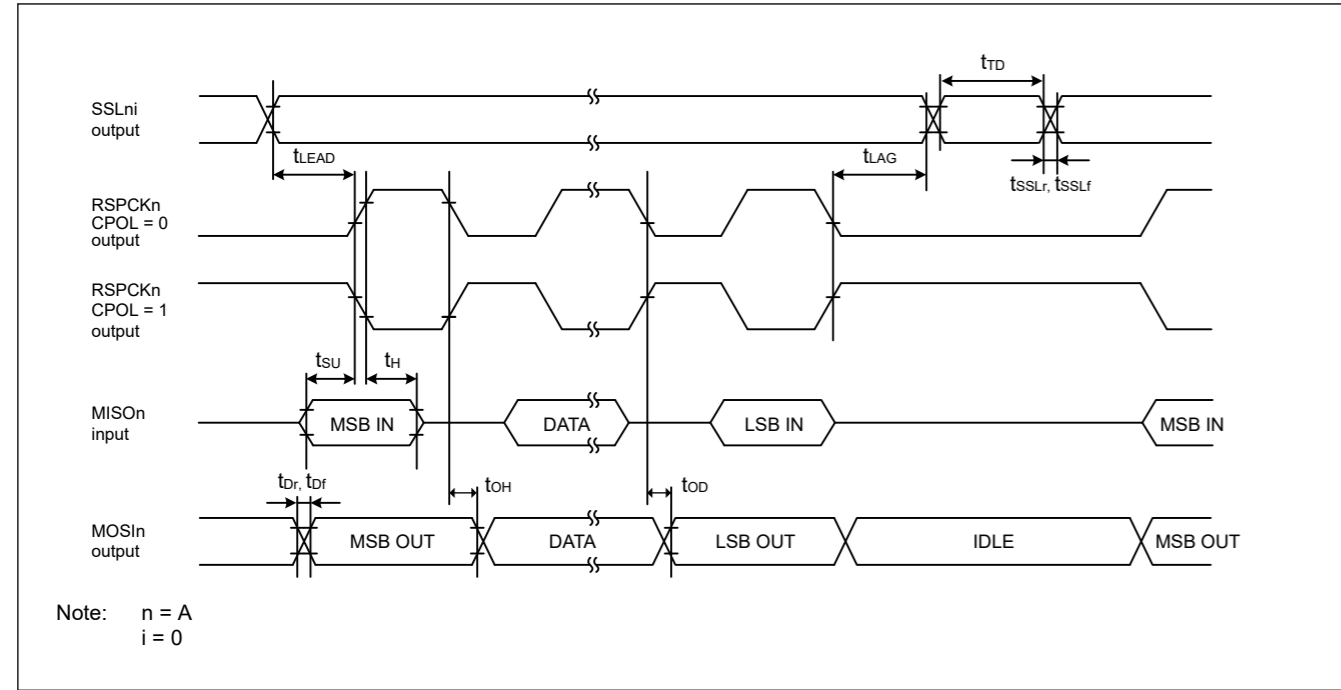 tTD
SSLni
output
tLEAD
tLAG
tSSLr, tSSLf
RSPCKn
CPOL = 0
output
RSPCKn
CPOL = 1
output
tSU
tH
MISOn
input
MSB IN
DATA
LSB IN
MSB IN
tDr, tDf
tOH
tOD
MOSIn
output
MSB OUT
DATA
LSB OUT
IDLE
MSB OUT
Note: n = A
i = 0